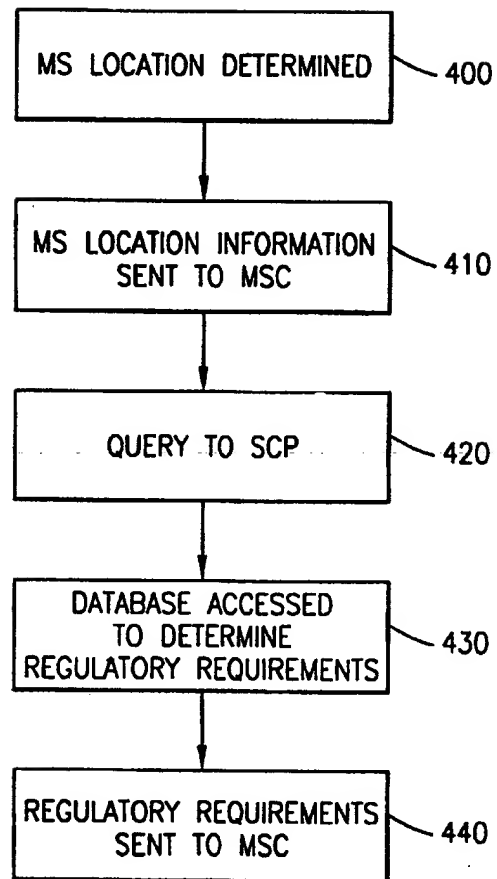 MS LOCATION DETERMINED
400
MS LOCATION INFORMATION
SENT TO MSC
410
QUERY TO SCP
420
DATABASE ACCESSED
TO DETERMINE
REGULATORY REQUIREMENTS
430
REGULATORY REQUIREMENTS
SENT TO MSC
440